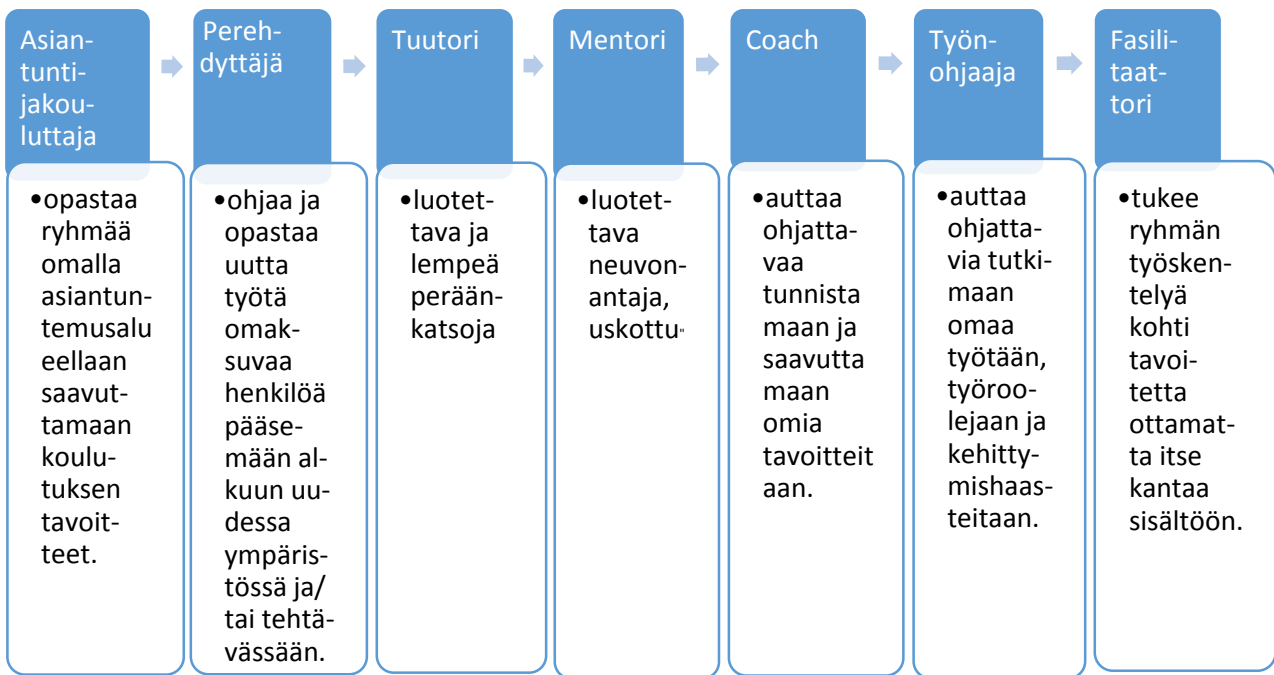 Asian-
tunti-
jakou-
luttaja
Pereh-
dyttäjä
Tuutori
Mentori
Coach
Työn-
ohjaaja
Fasili-
taat-
tori
•opastaa
ryhmää
omalla
asiantun-
temusalu
eellaan
saavut-
tamaan
koulu-
tuksen
tavoit-
teet.
•ohjaa ja
opastaa
uutta
työtä
omak-
suvaa
henkilöä
pääse-
mään al-
kuun uu-
dessa
ympäris-
tössä ja/
tai tehtä-
vässään.
•luotet-
tava ja
lempeä
perään-
katsoja
•luotet-
tava
neuvon-
antaja,
uskottu
•auttaa
ohjatta-
vaa
tunnista
maan ja
saavutta
maan
omia
tavoitteit
aan.
•auttaa
ohjatta-
via tutki-
maan
omaa
työtään,
työroo-
lejaan ja
kehitty-
mishaas-
teitaan.
•tukee
ryhmän
työsken-
telyä
kohti
tavoi-
tetta
ottamat-
ta itse
kantaa
sisältöön.